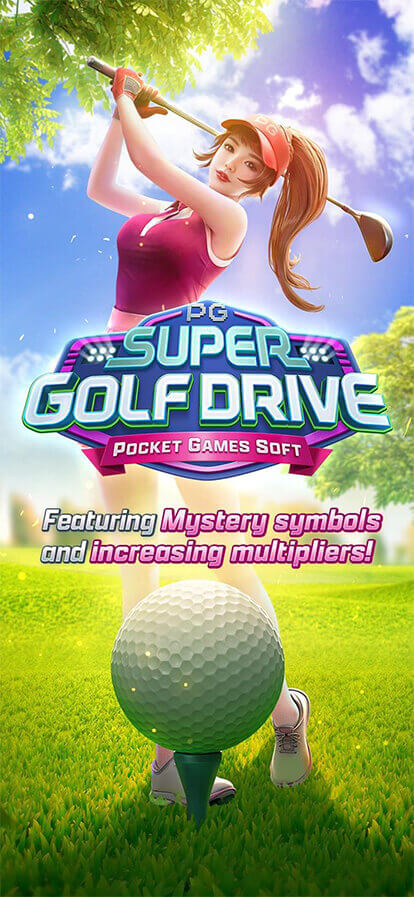 PG
SUPER
GOLF DRIVE
POCKET GAMES SOFT
Featuring Mystery symbols
and increasing multipliers!